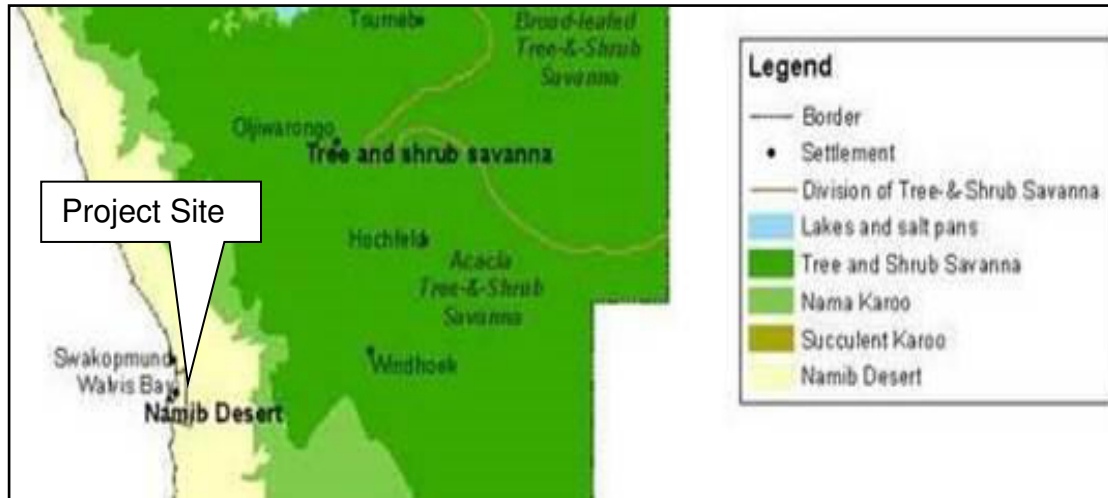 Tsumeb
Broad-leafed
Tree-&-Shrub
Savanna
Otjiwarongo
Tree and shrub savanna
Project Site
Hochfeld
Acacia
Tree-&-Shrub
Savanna
Swakopmund
Windhoek
Walvis Bay
Namib Desert
Legend
Border
Settlement
Division of Tree-& Shrub Savanna
Lakes and salt pans
Tree and Shrub Savanna
Nama Karoo
Succulent Karoo
Namib Desert